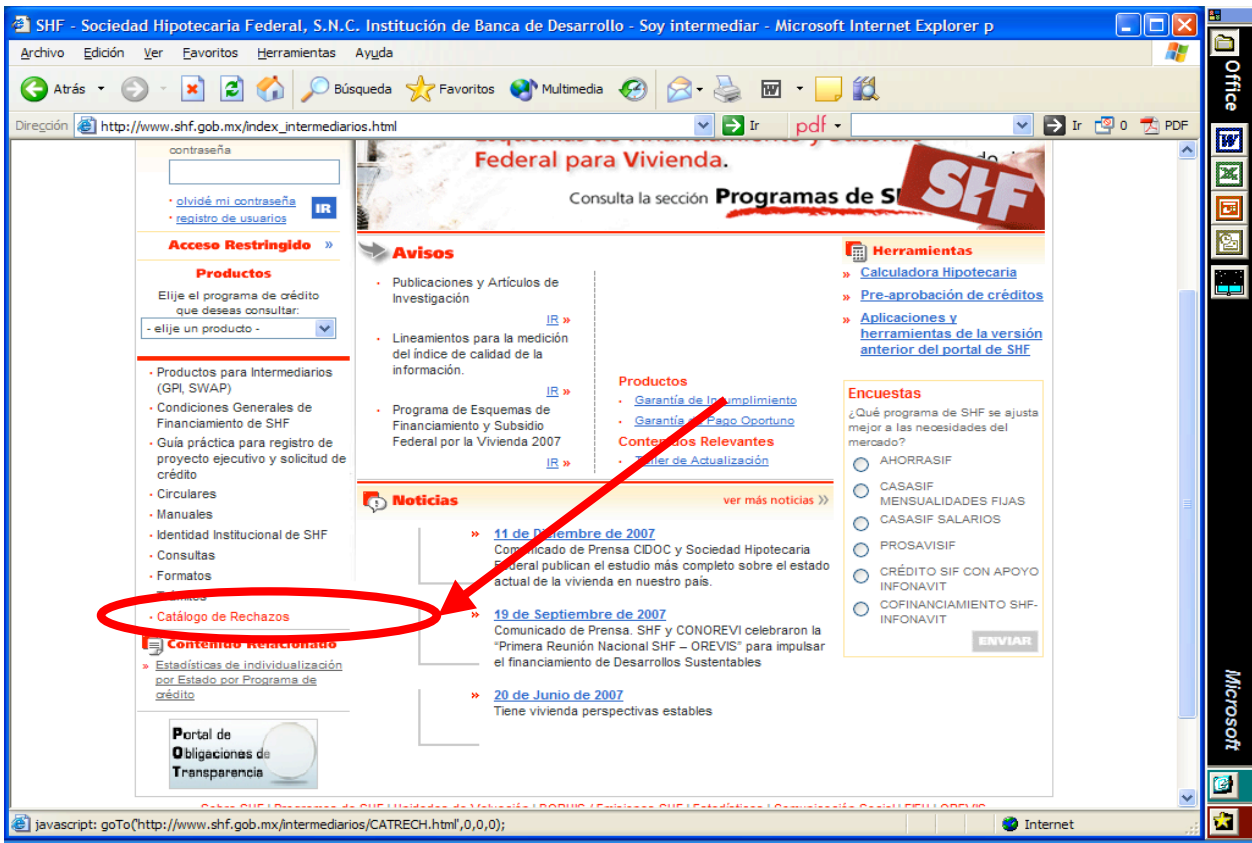 SHF - Sociedad Hipotecaria Federal, S.N.C. Institución de Banca de Desarrollo - Soy intermediar - Microsoft Internet Explorer p
Archivo Edición Ver Favoritos Herramientas Ayuda
Atrás Búsqueda Favoritos Multimedia
Dirección http://www.shf.gob.mx/index_intermediarios.html Ir pdf Ir 0 PDF
Office
Microsoft
contraseña
olvidé mi contraseña
registro de usuarios
IR
Acceso Restringido »
Productos
Elije el programa de crédito
que deseas consultar:
- elije un producto -
Productos para Intermediarios
(GPI, SWAP)
Condiciones Generales de
Financiamiento de SHF
Guía práctica para registro de
proyecto ejecutivo y solicitud de
crédito
Circulares
Manuales
Identidad Institucional de SHF
Consultas
Formatos
Trámites
Catálogo de Rechazos
Contenido Relacionado
» Estadísticas de individualización
por Estado por Programa de
crédito
Portal de
Obligaciones de
Transparencia
Federal para Vivienda.
Consulta la sección Programas de S
SHF
Avisos
Publicaciones y Artículos de
Investigación
IR »
Lineamientos para la medición
del índice de calidad de la
información.
IR »
Programa de Esquemas de
Financiamiento y Subsidio
Federal por la Vivienda 2007
IR »
Productos
Garantía de Incumplimiento
Garantía de Pago Oportuno
Contenidos Relevantes
Taller de Actualización
Noticias
ver más noticias »
» 11 de Diciembre de 2007
Comunicado de Prensa CIDOC y Sociedad Hipotecaria
Federal publican el estudio más completo sobre el estado
actual de la vivienda en nuestro país.
» 19 de Septiembre de 2007
Comunicado de Prensa. SHF y CONOREVI celebraron la
"Primera Reunión Nacional SHF – OREVIS" para impulsar
el financiamiento de Desarrollos Sustentables
» 20 de Junio de 2007
Tiene vivienda perspectivas estables
Herramientas
» Calculadora Hipotecaria
» Pre-aprobación de créditos
» Aplicaciones y
herramientas de la versión
anterior del portal de SHF
Encuestas
¿Qué programa de SHF se ajusta
mejor a las necesidades del
mercado?
AHORRASIF
CASASIF
MENSUALIDADES FIJAS
CASASIF SALARIOS
PROSAVISIF
CRÉDITO SIF CON APOYO
INFONAVIT
COFINANCIAMIENTO SHF-
INFONAVIT
ENVIAR
javascript: goTo('http://www.shf.gob.mx/intermediarios/CATRECH.html',0,0,0);
Internet